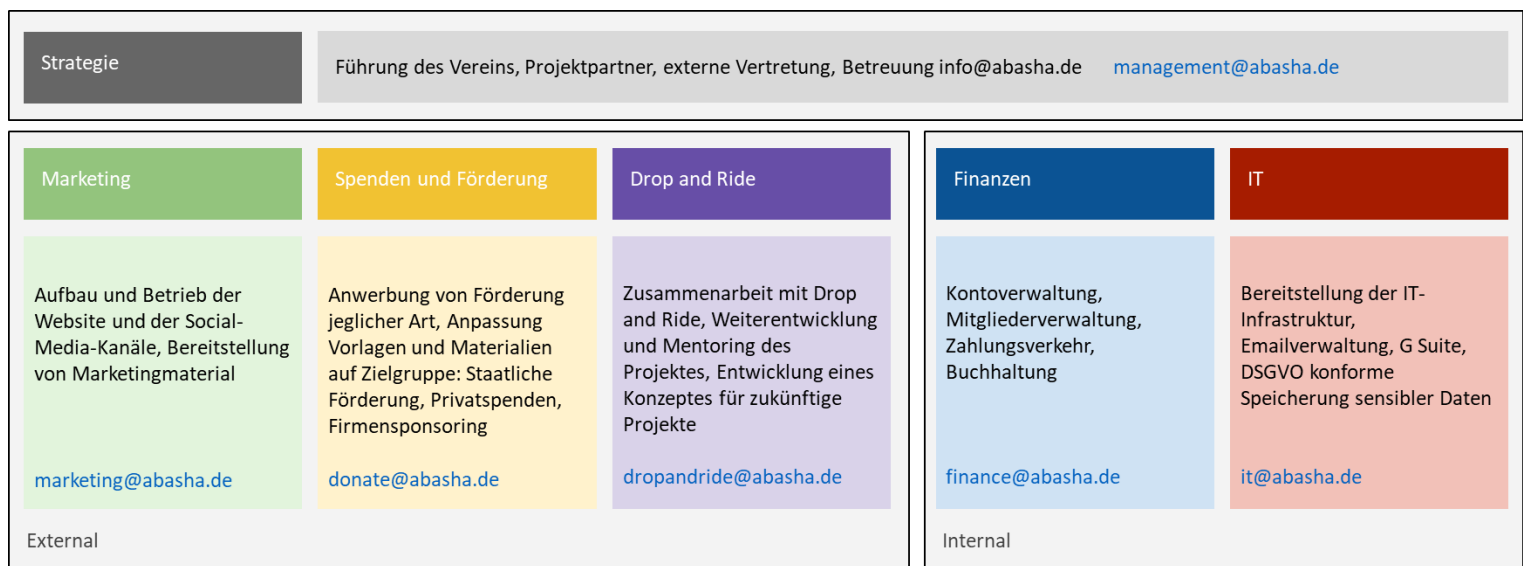 Strategie
Führung des Vereins, Projektpartner, externe Vertretung, Betreuung info@abasha.de management@abasha.de
Marketing
Aufbau und Betrieb der
Website und der Social-
Media-Kanäle, Bereitstellung
von Marketingmaterial
marketing@abasha.de
Spenden und Förderung
Anwerbung von Förderung
jeglicher Art, Anpassung
Vorlagen und Materialien
auf Zielgruppe: Staatliche
Förderung, Privatspenden,
Firmensponsoring
donate@abasha.de
Drop and Ride
Zusammenarbeit mit Drop
and Ride, Weiterentwicklung
und Mentoring des
Projektes, Entwicklung eines
Konzeptes für zukünftige
Projekte
dropandride@abasha.de
External
Finanzen
Kontoverwaltung,
Mitgliederverwaltung,
Zahlungsverkehr,
Buchhaltung
finance@abasha.de
IT
Bereitstellung der IT-
Infrastruktur,
Emailverwaltung, G Suite,
DSGVO konforme
Speicherung sensibler Daten
it@abasha.de
Internal